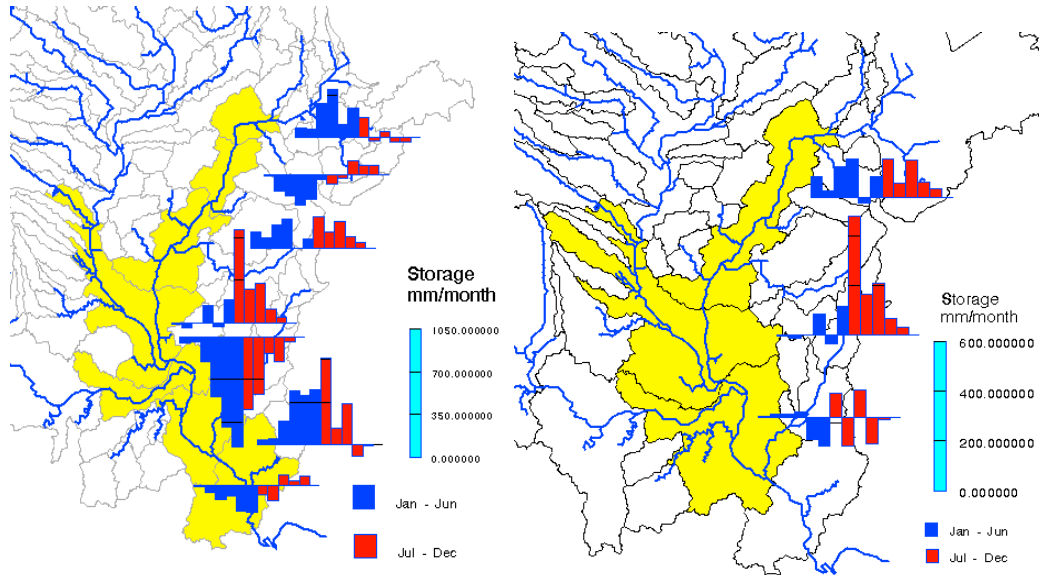 Storage
mm/month
1050.000000
700.000000
350.000000
0.000000
Jan - Jun
Jul - Dec
Storage
mm/month
600.000000
400.000000
200.000000
0.000000
Jan - Jun
Jul - Dec